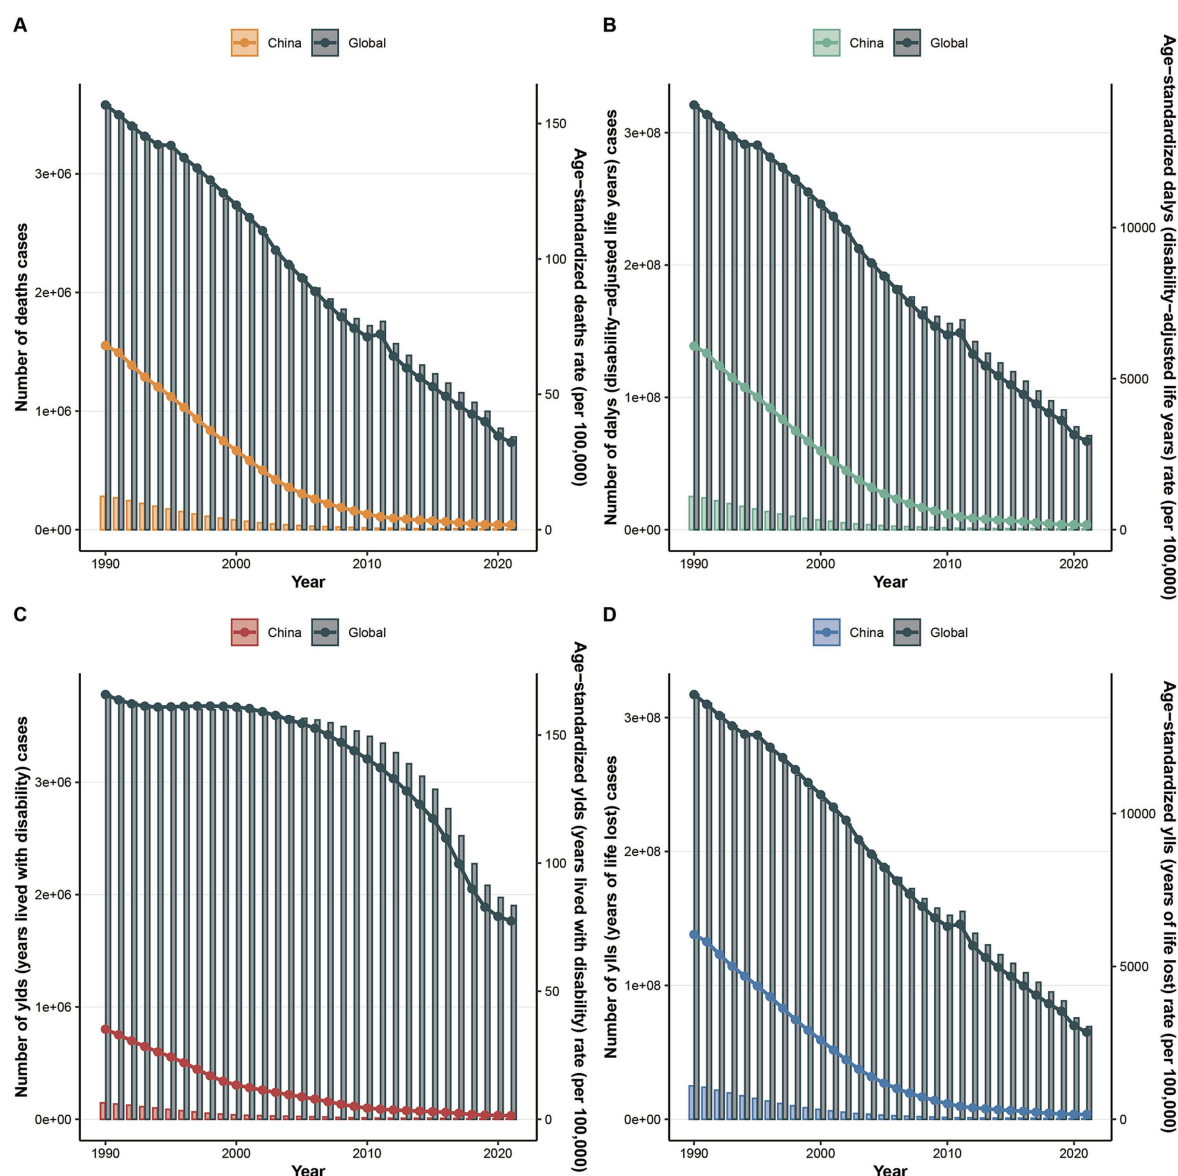 A
China
Global
Number of deaths cases
3e+06
2e+06
1e+06
0e+00
150
100
50
0
Age−standardized deaths rate (per 100,000)
1990
2000
2010
2020
Year
B
China
Global
Number of dalys (disability−adjusted life years) cases
3e+08
2e+08
1e+08
0e+00
10000
5000
0
Age−standardized dalys (disability−adjusted life years) rate (per 100,000)
1990
2000
2010
2020
Year
C
China
Global
Number of ylds (years lived with disability) cases
3e+06
2e+06
1e+06
0e+00
150
100
50
0
Age−standardized ylds (years lived with disability) rate (per 100,000)
1990
2000
2010
2020
Year
D
China
Global
Number of ylls (years of life lost) cases
3e+08
2e+08
1e+08
0e+00
10000
5000
0
Age−standardized ylls (years of life lost) rate (per 100,000)
1990
2000
2010
2020
Year